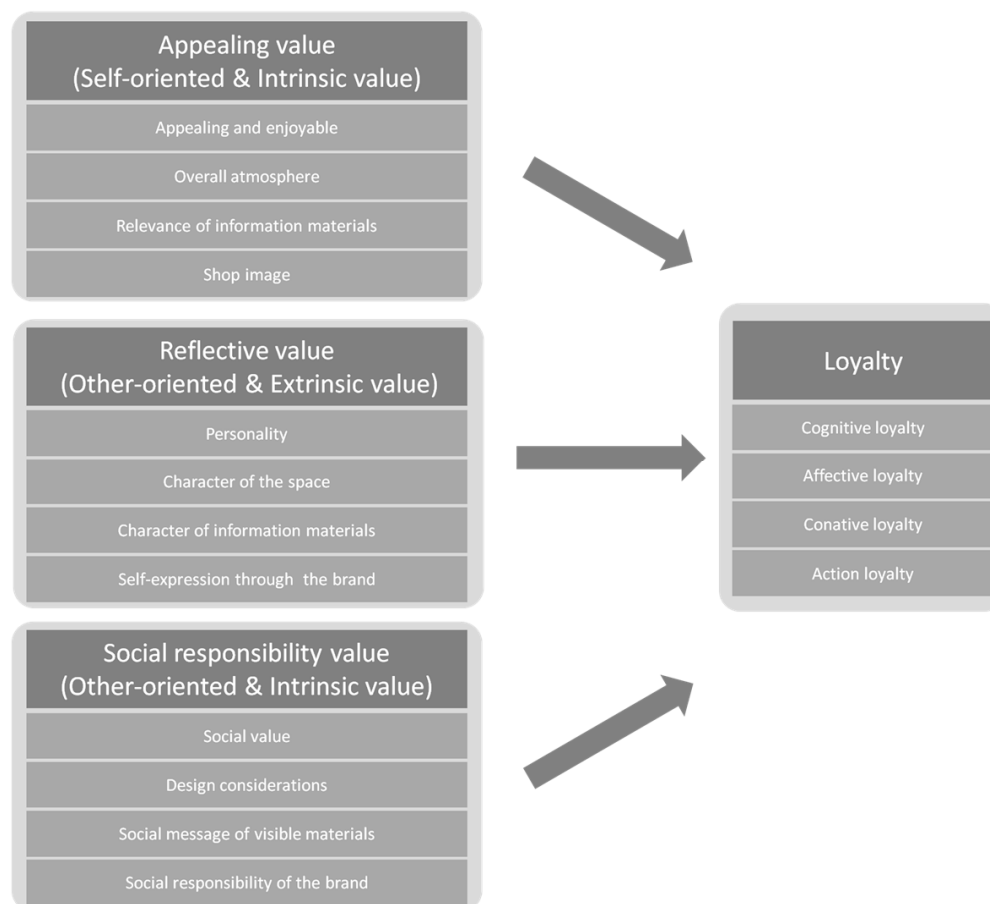 Appealing value
(Self-oriented & Intrinsic value)
Appealing and enjoyable
Overall atmosphere
Relevance of information materials
Shop image
Reflective value
(Other-oriented & Extrinsic value)
Personality
Character of the space
Character of information materials
Self-expression through the brand
Social responsibility value
(Other-oriented & Intrinsic value)
Social value
Design considerations
Social message of visible materials
Social responsibility of the brand
Loyalty
Cognitive loyalty
Affective loyalty
Conative loyalty
Action loyalty